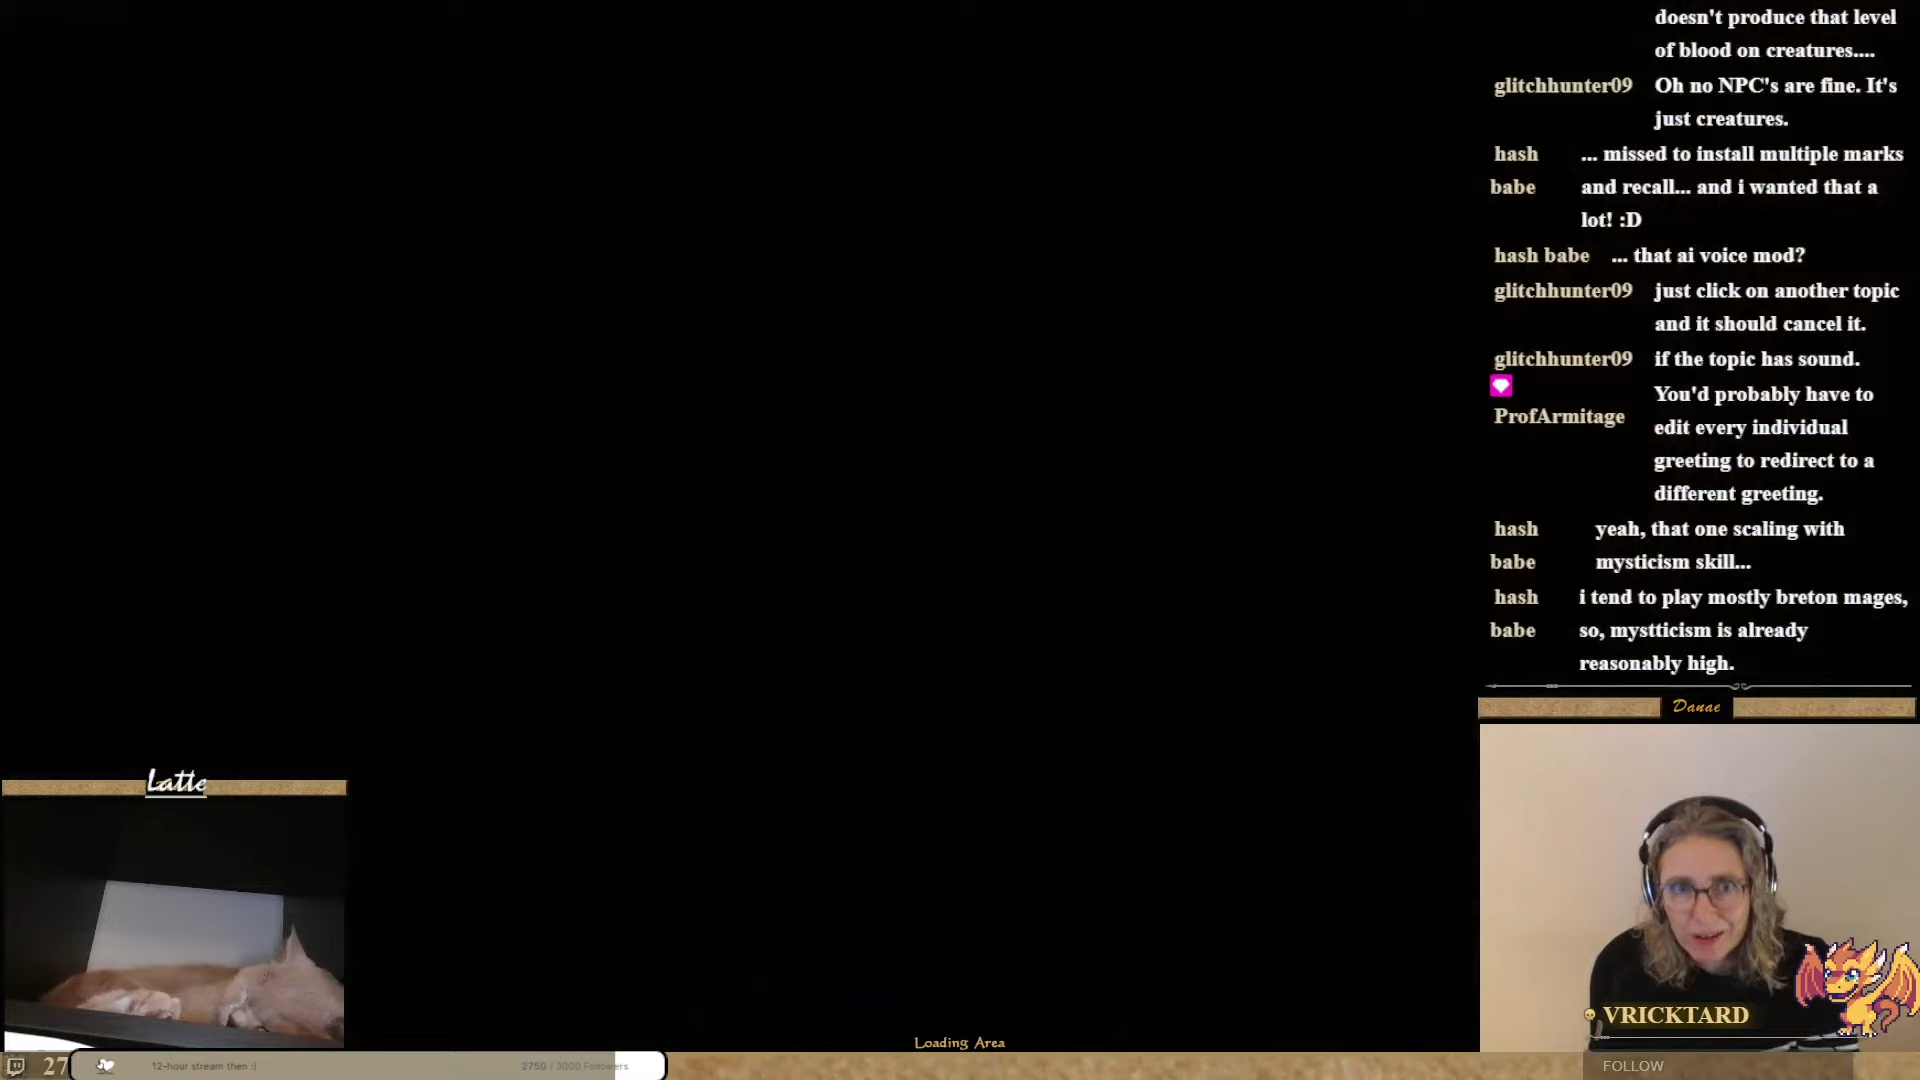 doesn't produce that level
of blood on creatures....
glitchhunter09 Oh no NPC's are fine. It's
just creatures.
hash ... missed to install multiple marks
babe and recall... and i wanted that a
lot! :D
hash babe ... that ai voice mod?
glitchhunter09 just click on another topic
and it should cancel it.
glitchhunter09 if the topic has sound.
You'd probably have to
ProfArmitage edit every individual
greeting to redirect to a
different greeting.
hash yeah, that one scaling with
babe mysticism skill...
hash i tend to play mostly breton mages,
babe so, mystticism is already
reasonably high.
Danae
Latte
VRICKTARD
Loading Area
27 12-hour stream then :) 2750 / 3000 Followers
FOLLOW